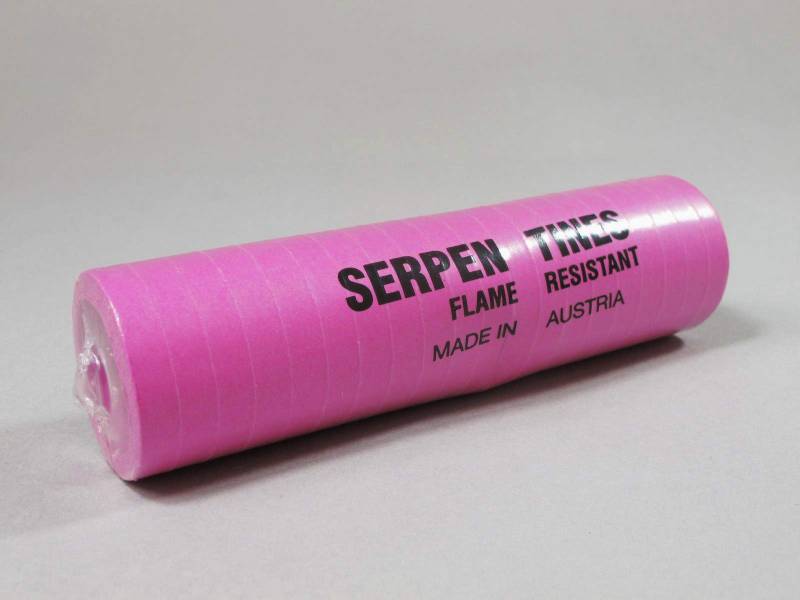 SERPEN TINES
FLAME RESISTANT
MADE IN AUSTRIA